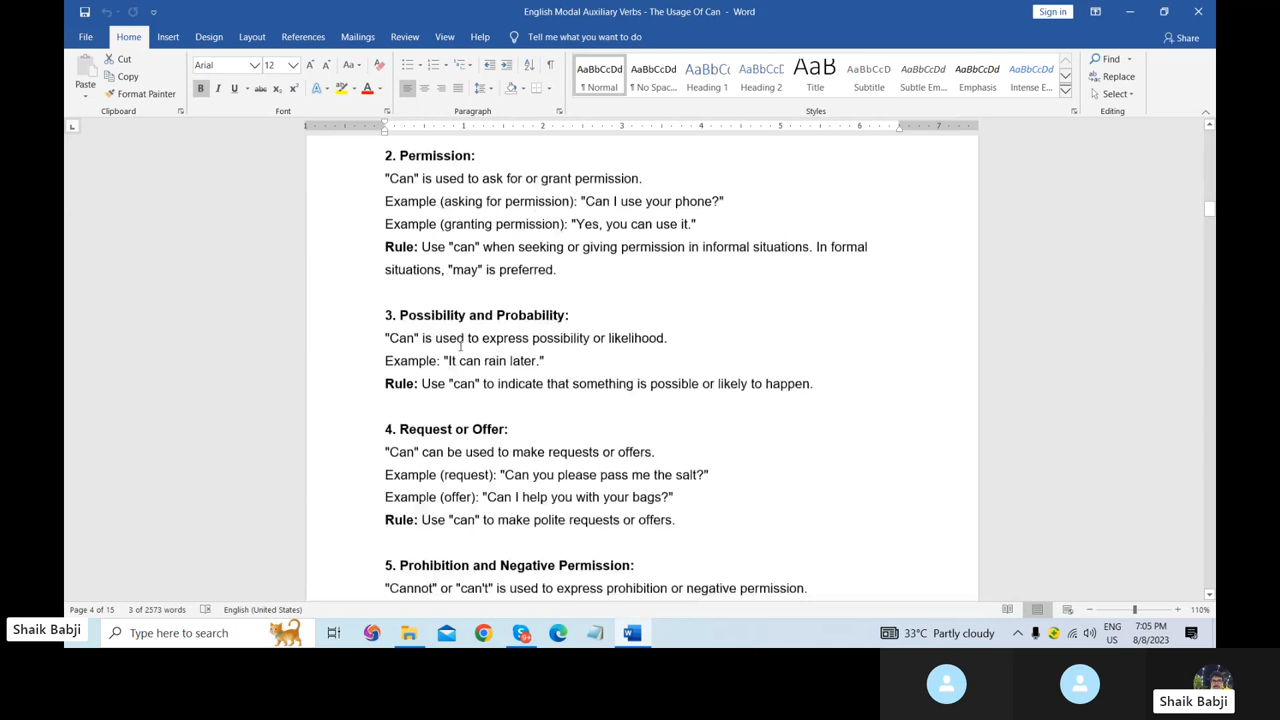 English Modal Auxiliary Verbs - The Usage Of Can - Word
Sign in
File Home Insert Design Layout References Mailings Review View Help Tell me what you want to do
Share
Paste
Cut
Copy
Format Painter
Clipboard
Arial 12
Font
Paragraph
AaBbCcDd AaBbCcDd AaBbCc AaBbCcC AaB AaBbCcD AaBbCcDd AaBbCcDd AaBbCcDd
¶ Normal ¶ No Spac... Heading 1 Heading 2 Title Subtitle Subtle Em... Emphasis Intense E...
Styles
Find
Replace
Select
Editing
2. Permission:
"Can" is used to ask for or grant permission.
Example (asking for permission): "Can I use your phone?"
Example (granting permission): "Yes, you can use it."
Rule: Use "can" when seeking or giving permission in informal situations. In formal
situations, "may" is preferred.
3. Possibility and Probability:
"Can" is used to express possibility or likelihood.
Example: "It can rain later."
Rule: Use "can" to indicate that something is possible or likely to happen.
4. Request or Offer:
"Can" can be used to make requests or offers.
Example (request): "Can you please pass me the salt?"
Example (offer): "Can I help you with your bags?"
Rule: Use "can" to make polite requests or offers.
5. Prohibition and Negative Permission:
"Cannot" or "can't" is used to express prohibition or negative permission.
Page 4 of 15 3 of 2573 words English (United States)
110%
Shaik Babji
Type here to search
33°C Partly cloudy
ENG
US
7:05 PM
8/8/2023
Shaik Babji